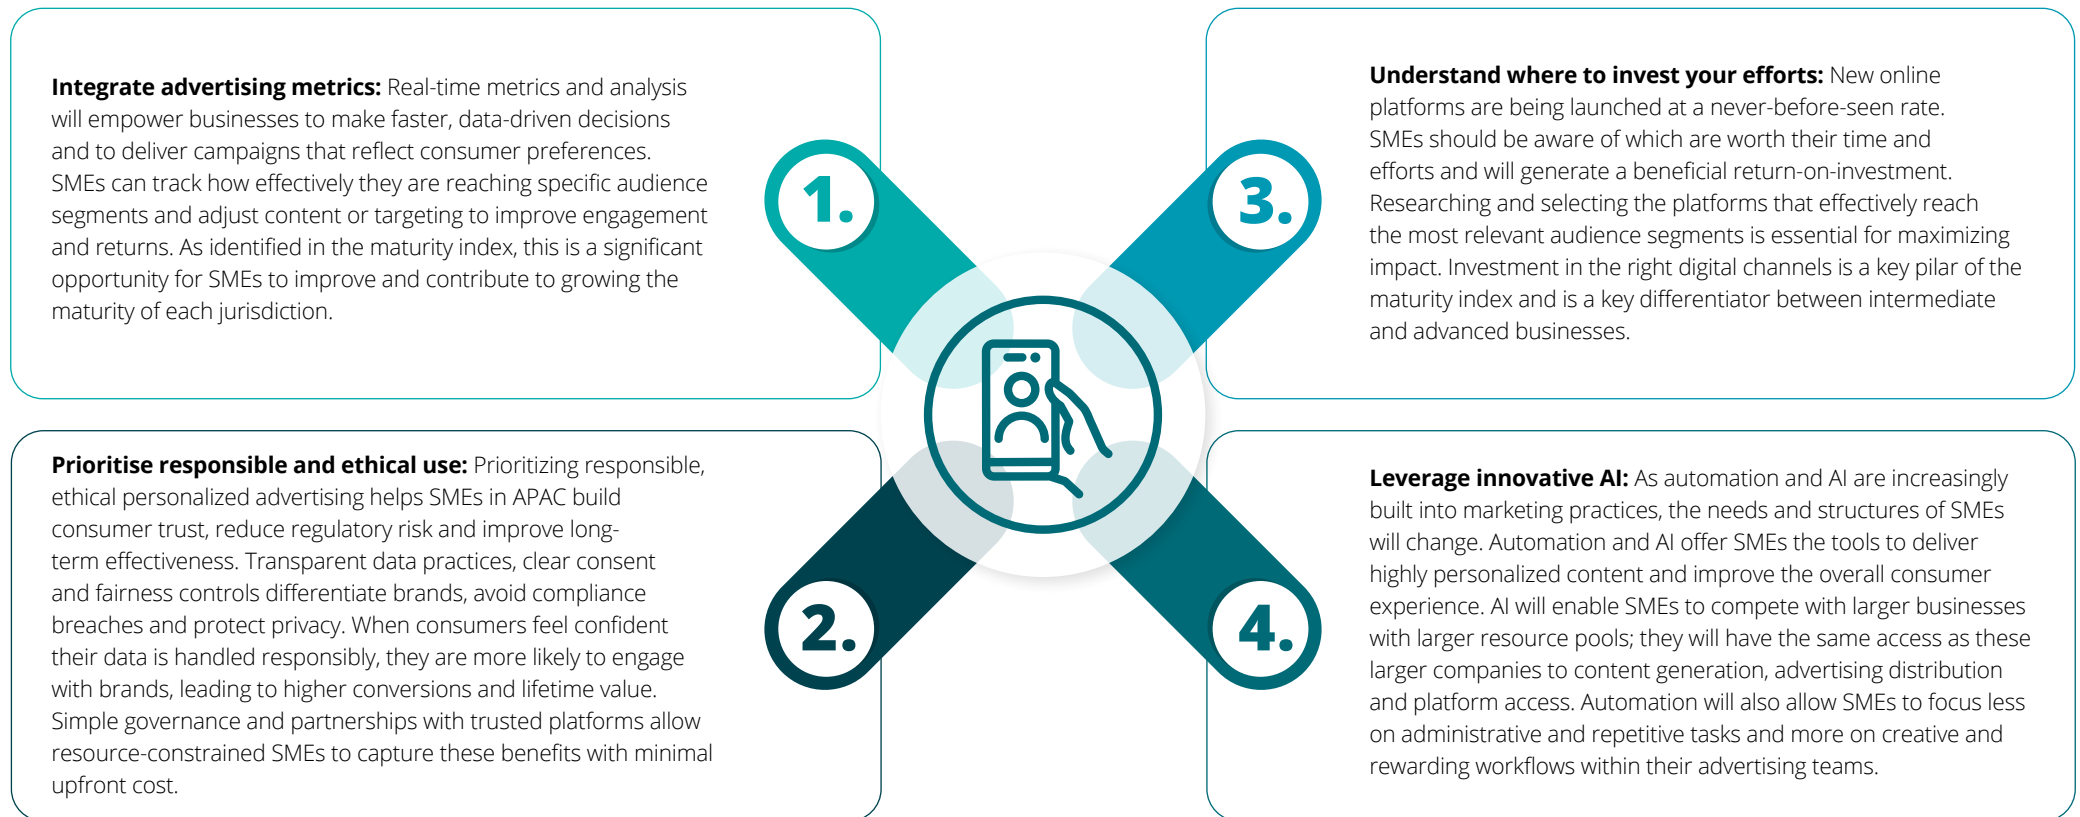 Integrate advertising metrics: Real-time metrics and analysis
will empower businesses to make faster, data-driven decisions
and to deliver campaigns that reflect consumer preferences.
SMEs can track how effectively they are reaching specific audience
segments and adjust content or targeting to improve engagement
and returns. As identified in the maturity index, this is a significant
opportunity for SMEs to improve and contribute to growing the
maturity of each jurisdiction.
1.
Prioritise responsible and ethical use: Prioritizing responsible,
ethical personalized advertising helps SMEs in APAC build
consumer trust, reduce regulatory risk and improve long-
term effectiveness. Transparent data practices, clear consent
and fairness controls differentiate brands, avoid compliance
breaches and protect privacy. When consumers feel confident
their data is handled responsibly, they are more likely to engage
with brands, leading to higher conversions and lifetime value.
Simple governance and partnerships with trusted platforms allow
resource-constrained SMEs to capture these benefits with minimal
upfront cost.
2.
3.
Understand where to invest your efforts: New online
platforms are being launched at a never-before-seen rate.
SMEs should be aware of which are worth their time and
efforts and will generate a beneficial return-on-investment.
Researching and selecting the platforms that effectively reach
the most relevant audience segments is essential for maximizing
impact. Investment in the right digital channels is a key pilar of the
maturity index and is a key differentiator between intermediate
and advanced businesses.
4.
Leverage innovative AI: As automation and AI are increasingly
built into marketing practices, the needs and structures of SMEs
will change. Automation and AI offer SMEs the tools to deliver
highly personalized content and improve the overall consumer
experience. AI will enable SMEs to compete with larger businesses
with larger resource pools; they will have the same access as these
larger companies to content generation, advertising distribution
and platform access. Automation will also allow SMEs to focus less
on administrative and repetitive tasks and more on creative and
rewarding workflows within their advertising teams.